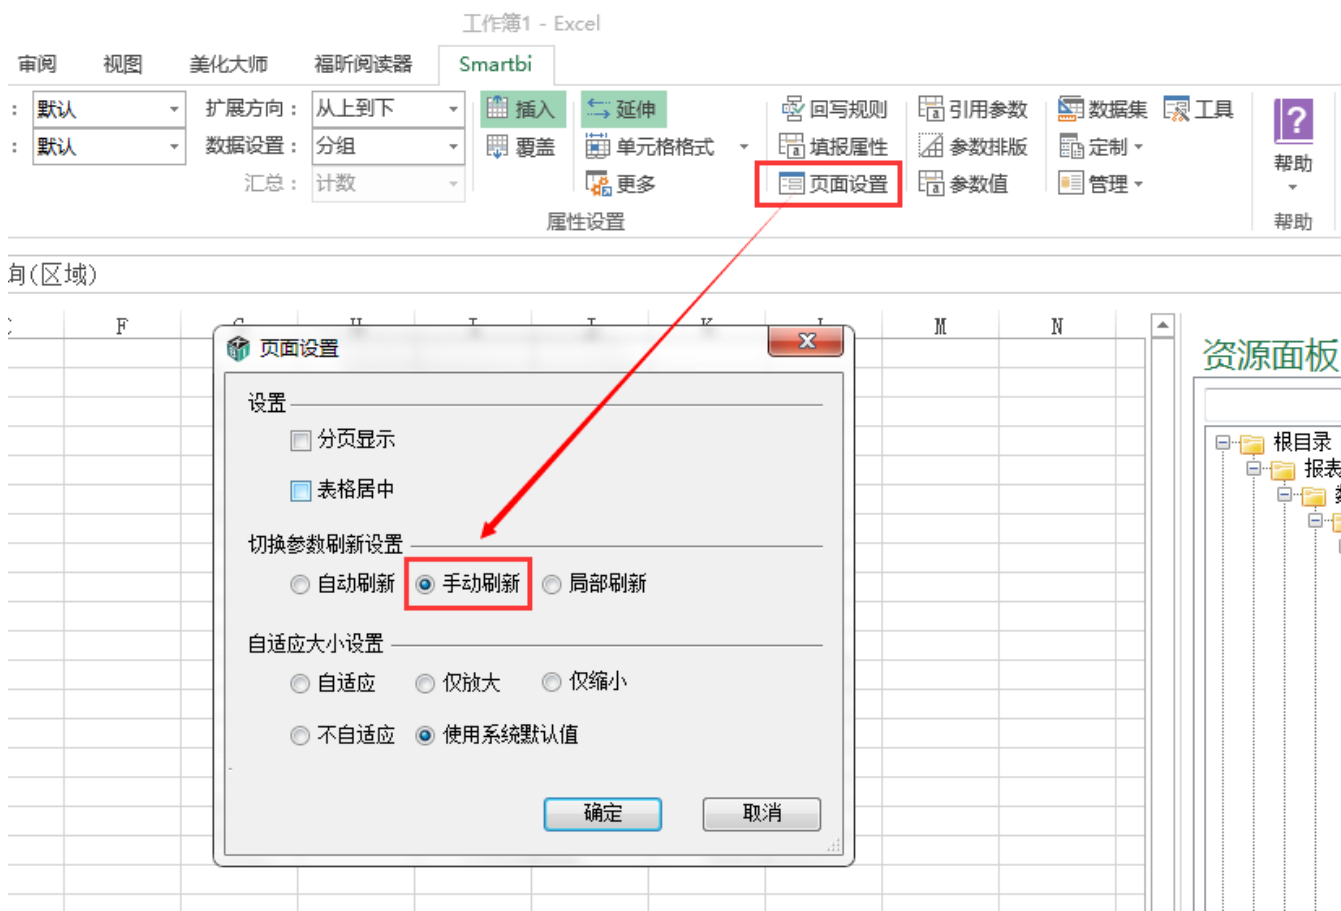 工作簿1 - Excel
审阅 视图 美化大师 福昕阅读器 Smartbi
: 默认 扩展方向: 从上到下 插入 延伸 回写规则 引用参数 数据集 工具
: 默认 数据设置: 分组 覆盖 单元格格式 填报属性 参数排版 定制 帮助
汇总: 计数 更多 页面设置 参数值 管理
属性设置 帮助
询(区域)
F G H I J K L M N
页面设置
资源面板
设置
分页显示
根目录
表格居中
报表
切换参数刷新设置
自动刷新 手动刷新 局部刷新
自适应大小设置
自适应 仅放大 仅缩小
不自适应 使用系统默认值
确定 取消